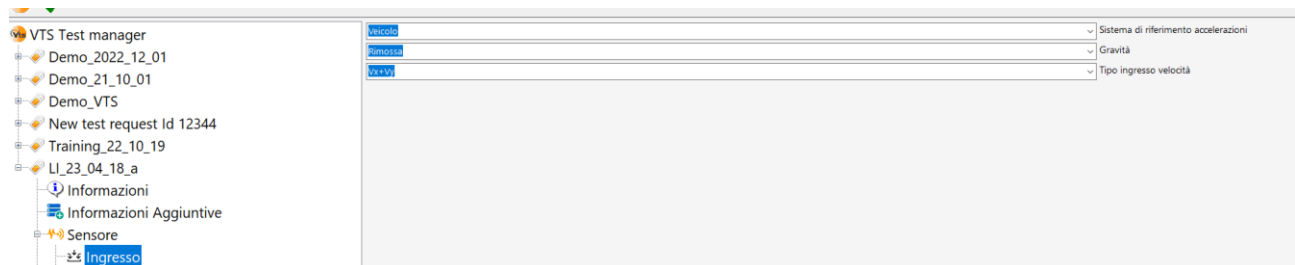 VTS Test manager
Demo_2022_12_01
Demo_21_10_01
Demo_VTS
New test request Id 12344
Training_22_10_19
LI_23_04_18_a
Informazioni
Informazioni Aggiuntive
Sensore
Ingresso
Veicolo Sistema di riferimento accelerazioni
Rimossa Gravità
Vx+Vy Tipo ingresso velocità